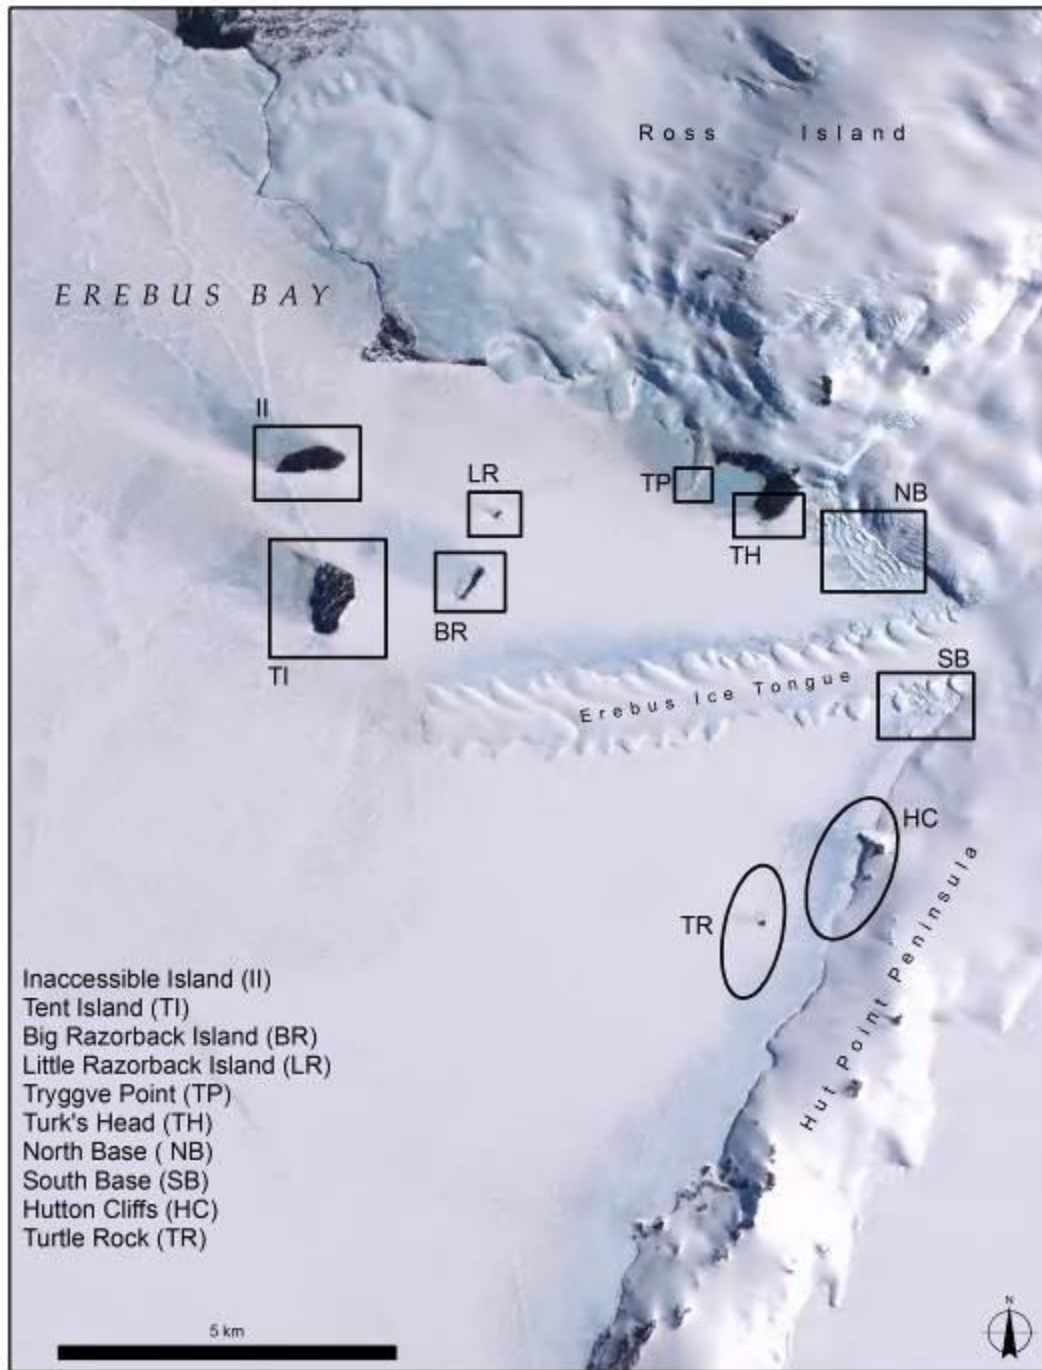 Ross Island
EREBUS BAY
II
LR
TP
NB
TH
BR
TI
SB
Erebus Ice Tongue
HC
TR
Hut Point Peninsula
Inaccessible Island (II)
Tent Island (TI)
Big Razorback Island (BR)
Little Razorback Island (LR)
Tryggve Point (TP)
Turk's Head (TH)
North Base ( NB)
South Base (SB)
Hutton Cliffs (HC)
Turtle Rock (TR)
N
5 km